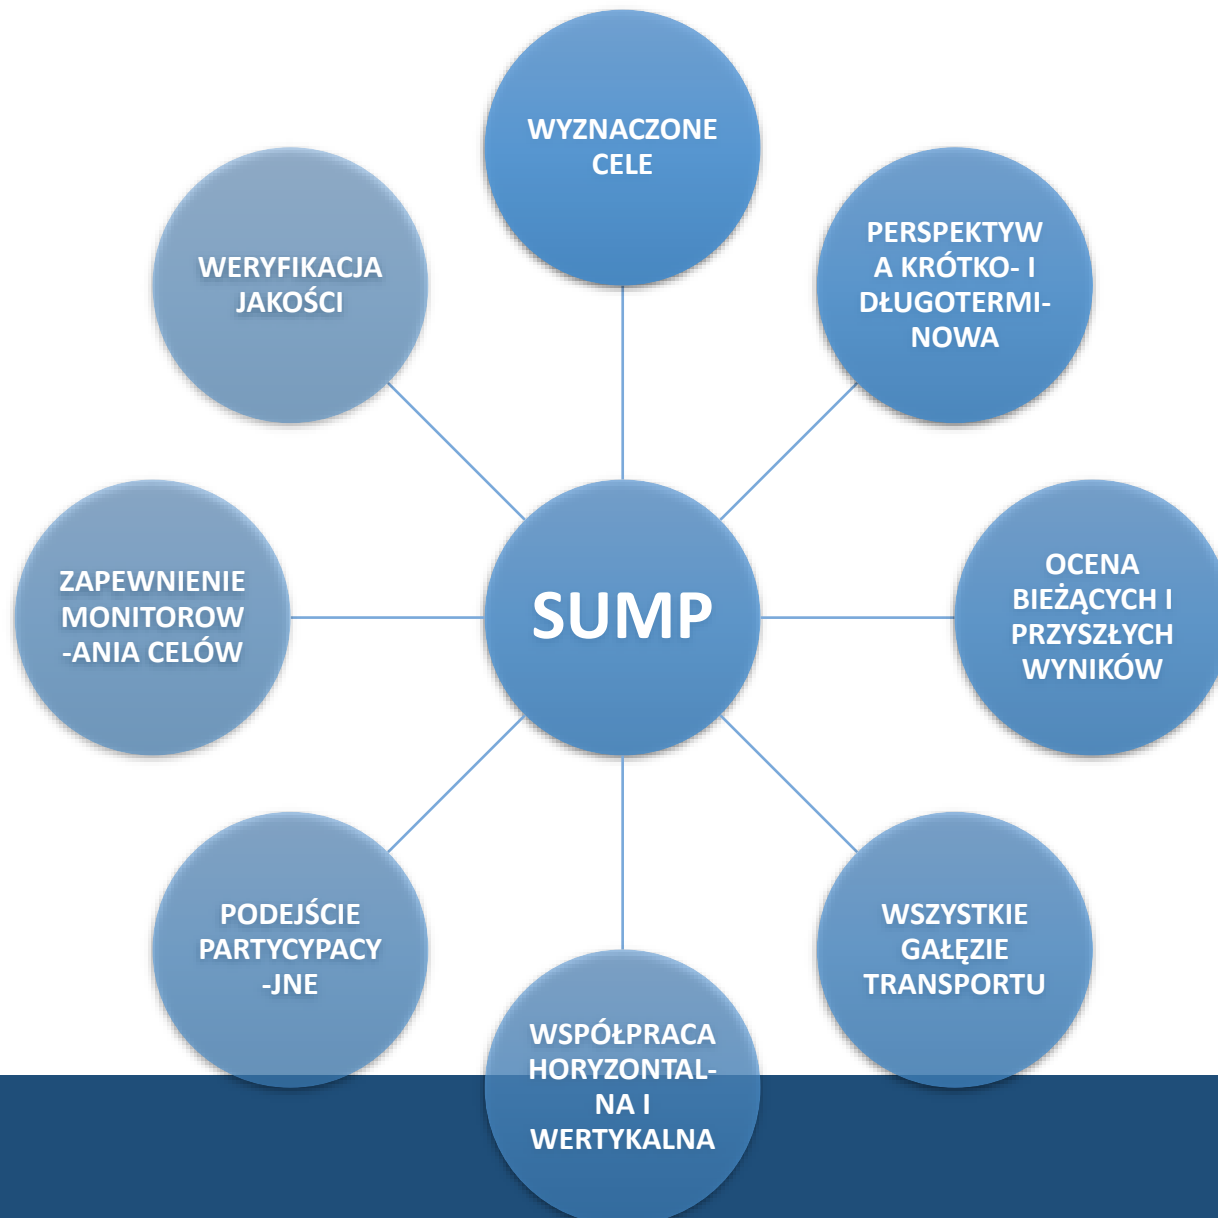 WYZNACZONE
CELE
PERSPEKTYW
A KRÓTKO- I
DŁUGOTERMI-
NOWA
OCENA
BIEŻĄCYCH I
PRZYSZŁYCH
WYNIKÓW
WSZYSTKIE
GAŁĘZIE
TRANSPORTU
WSPÓŁPRACA
HORYZONTAL-
NA I
WERTYKALNA
PODEJŚCIE
PARTYCYPACY
-JNE
ZAPEWNIENIE
MONITOROW
-ANIA CELÓW
WERYFIKACJA
JAKOŚCI
SUMP